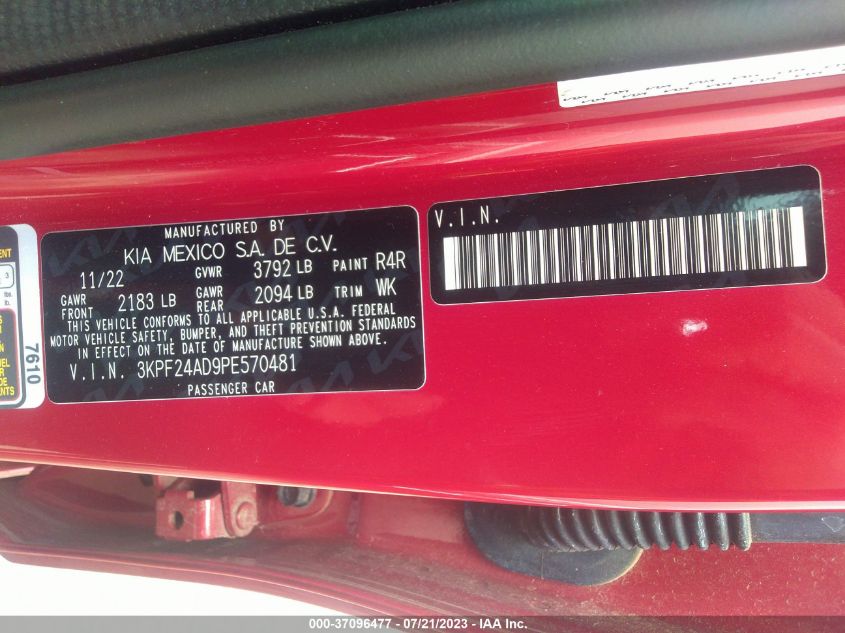 MANUFACTURED BY
KIA MEXICO S.A. DE C.V.
11/22 GVWR 3792 LB PAINT R4R
GAWR FRONT 2183 LB GAWR REAR 2094 LB TRIM WK
THIS VEHICLE CONFORMS TO ALL APPLICABLE U.S.A. FEDERAL
MOTOR VEHICLE SAFETY, BUMPER, AND THEFT PREVENTION STANDARDS
IN EFFECT ON THE DATE OF MANUFACTURE SHOWN ABOVE.
V.I.N. 3KPF24AD9PE570481
PASSENGER CAR
V.I.N.
7610
000-37096477 - 07/21/2023 -